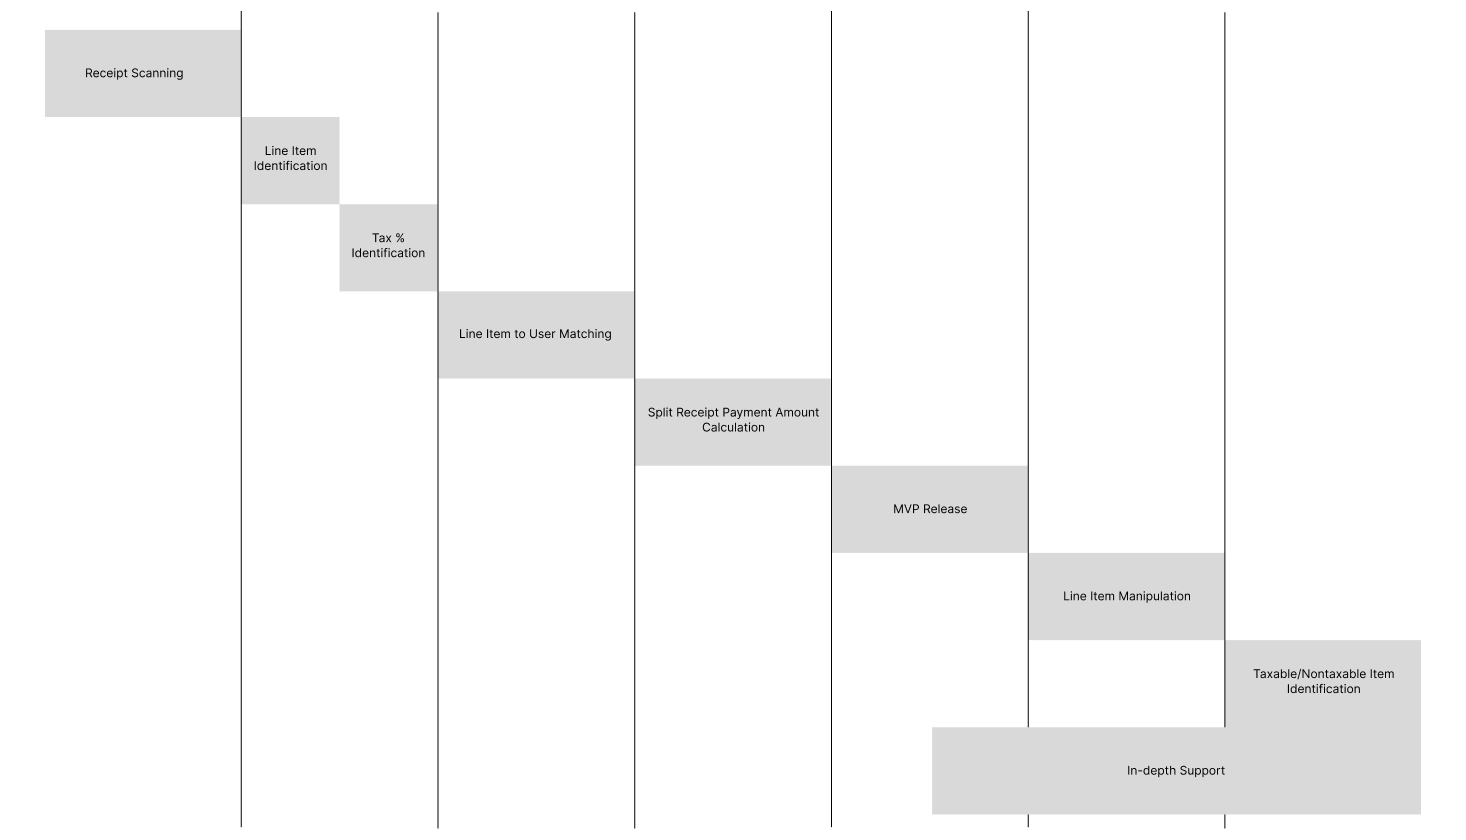 Receipt Scanning
Line Item
Identification
Tax %
Identification
Line Item to User Matching
Split Receipt Payment Amount
Calculation
MVP Release
Line Item Manipulation
Taxable/Nontaxable Item
Identification
In-depth Support